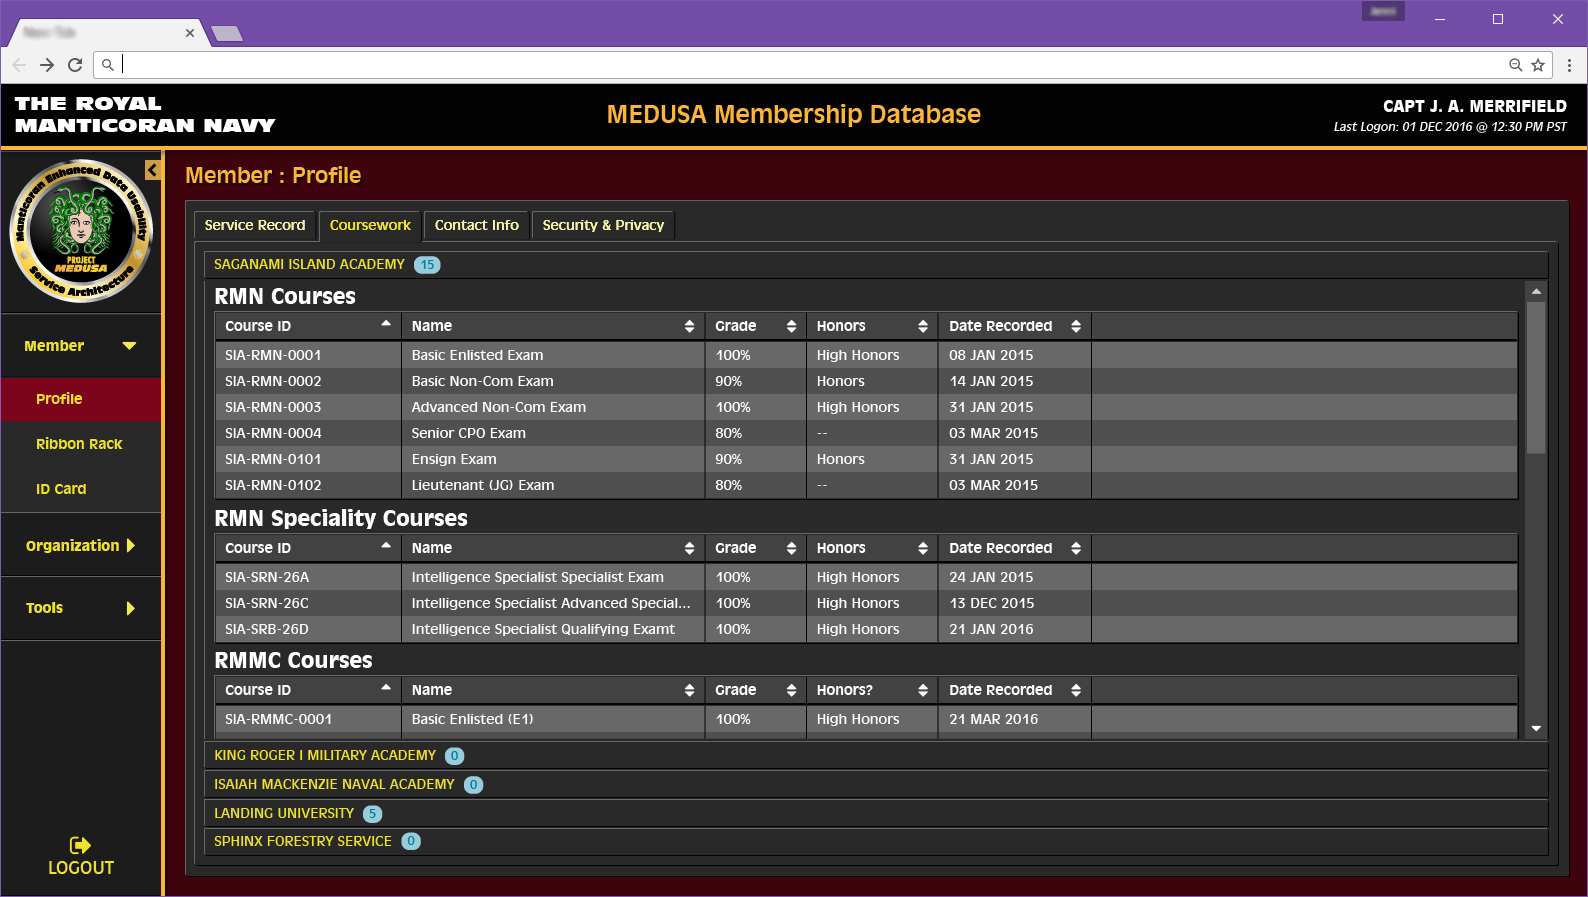 THE ROYAL
MANTICORAN NAVY
MEDUSA Membership Database
CAPT J. A. MERRIFIELD
Last Logon: 01 DEC 2016 @ 12:30 PM PST
Manticoran Enhanced Data Usability
PROJECT
MEDUSA
Service Architecture
Member
Profile
Ribbon Rack
ID Card
Organization
Tools
LOGOUT
Member : Profile
Service Record Coursework Contact Info Security & Privacy
SAGANAMI ISLAND ACADEMY 15
RMN Courses
Course ID Name Grade Honors Date Recorded
SIA-RMN-0001 Basic Enlisted Exam 100% High Honors 08 JAN 2015
SIA-RMN-0002 Basic Non-Com Exam 90% Honors 14 JAN 2015
SIA-RMN-0003 Advanced Non-Com Exam 100% High Honors 31 JAN 2015
SIA-RMN-0004 Senior CPO Exam 80% -- 03 MAR 2015
SIA-RMN-0101 Ensign Exam 90% Honors 31 JAN 2015
SIA-RMN-0102 Lieutenant (JG) Exam 80% -- 03 MAR 2015
RMN Speciality Courses
Course ID Name Grade Honors Date Recorded
SIA-SRN-26A Intelligence Specialist Specialist Exam 100% High Honors 24 JAN 2015
SIA-SRN-26C Intelligence Specialist Advanced Special... 100% High Honors 13 DEC 2015
SIA-SRB-26D Intelligence Specialist Qualifying Examt 100% High Honors 21 JAN 2016
RMMC Courses
Course ID Name Grade Honors? Date Recorded
SIA-RMMC-0001 Basic Enlisted (E1) 100% High Honors 21 MAR 2016
KING ROGER I MILITARY ACADEMY 0
ISAIAH MACKENZIE NAVAL ACADEMY 0
LANDING UNIVERSITY 5
SPHINX FORESTRY SERVICE 0